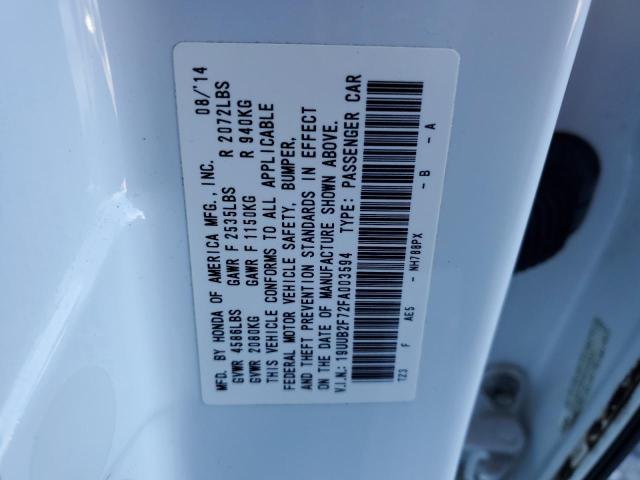 MFD. BY HONDA OF AMERICA MFG., INC. 08/'14
GVWR 4586LBS GAWR F 2535LBS R 2072LBS
GVWR 2080KG GAWR F 1150KG R 940KG
THIS VEHICLE CONFORMS TO ALL APPLICABLE
FEDERAL MOTOR VEHICLE SAFETY, BUMPER,
AND THEFT PREVENTION STANDARDS IN EFFECT
ON THE DATE OF MANUFACTURE SHOWN ABOVE.
V.I.N.: 19UUB2F72FA003594 TYPE: PASSENGER CAR
TZ3 F AE5 - NH788PX - B - A